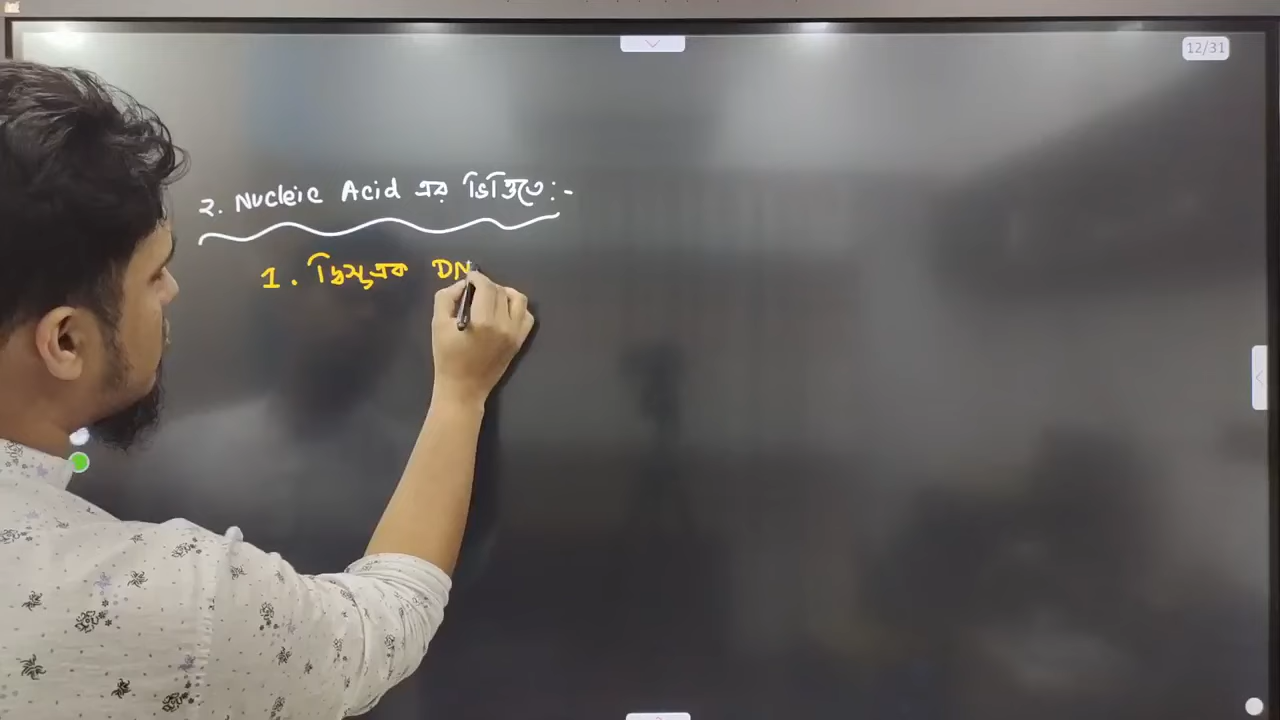 12/31
২. Nucleic Acid এর ভিত্তিতে:-
1. দ্বিসূত্রক DN